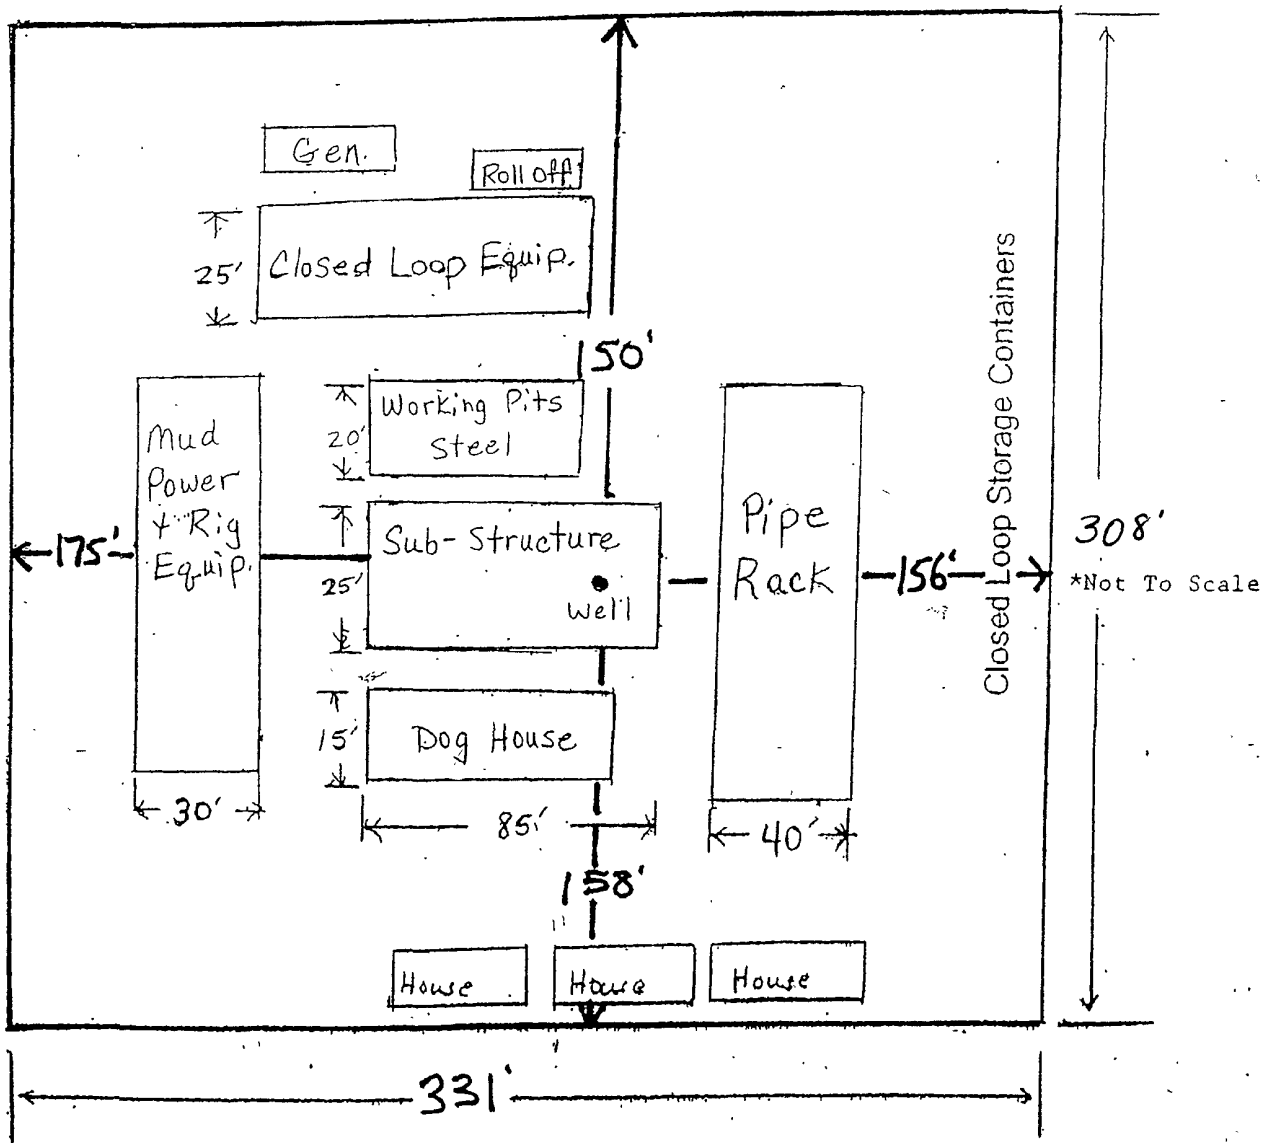 Gen.
Roll off
25'
Closed Loop Equip.
150'
Closed Loop Storage Containers
Mud
Power
+ Rig
Equip.
20'
Working Pits
Steel
Pipe
Rack
308'
*Not To Scale
175'
25'
Sub-Structure
Well
156'
15'
Dog House
30'
85'
40'
158'
House
House
House
331'